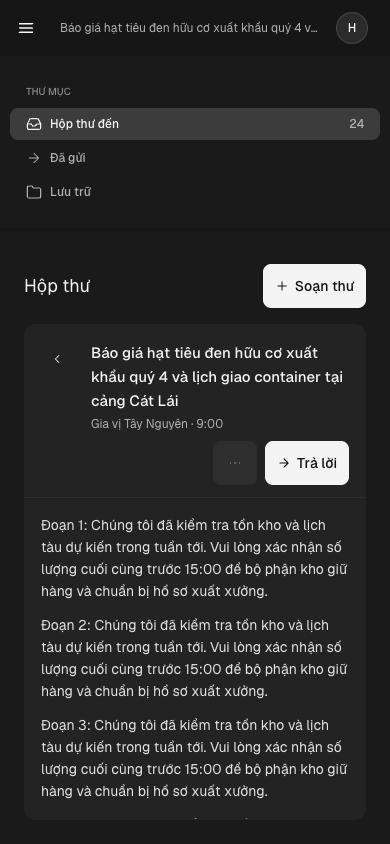 Báo giá hạt tiêu đen hữu cơ xuất khẩu quý 4 v…
H
THƯ MỤC
Hộp thư đến
24
Đã gửi
Lưu trữ
Hộp thư
Soạn thư
Báo giá hạt tiêu đen hữu cơ xuất
khẩu quý 4 và lịch giao container tại
cảng Cát Lái
Gia vị Tây Nguyên · 9:00
Trả lời
Đoạn 1: Chúng tôi đã kiểm tra tồn kho và lịch
tàu dự kiến trong tuần tới. Vui lòng xác nhận số
lượng cuối cùng trước 15:00 để bộ phận kho giữ
hàng và chuẩn bị hồ sơ xuất xưởng.
Đoạn 2: Chúng tôi đã kiểm tra tồn kho và lịch
tàu dự kiến trong tuần tới. Vui lòng xác nhận số
lượng cuối cùng trước 15:00 để bộ phận kho giữ
hàng và chuẩn bị hồ sơ xuất xưởng.
Đoạn 3: Chúng tôi đã kiểm tra tồn kho và lịch
tàu dự kiến trong tuần tới. Vui lòng xác nhận số
lượng cuối cùng trước 15:00 để bộ phận kho giữ
hàng và chuẩn bị hồ sơ xuất xưởng.